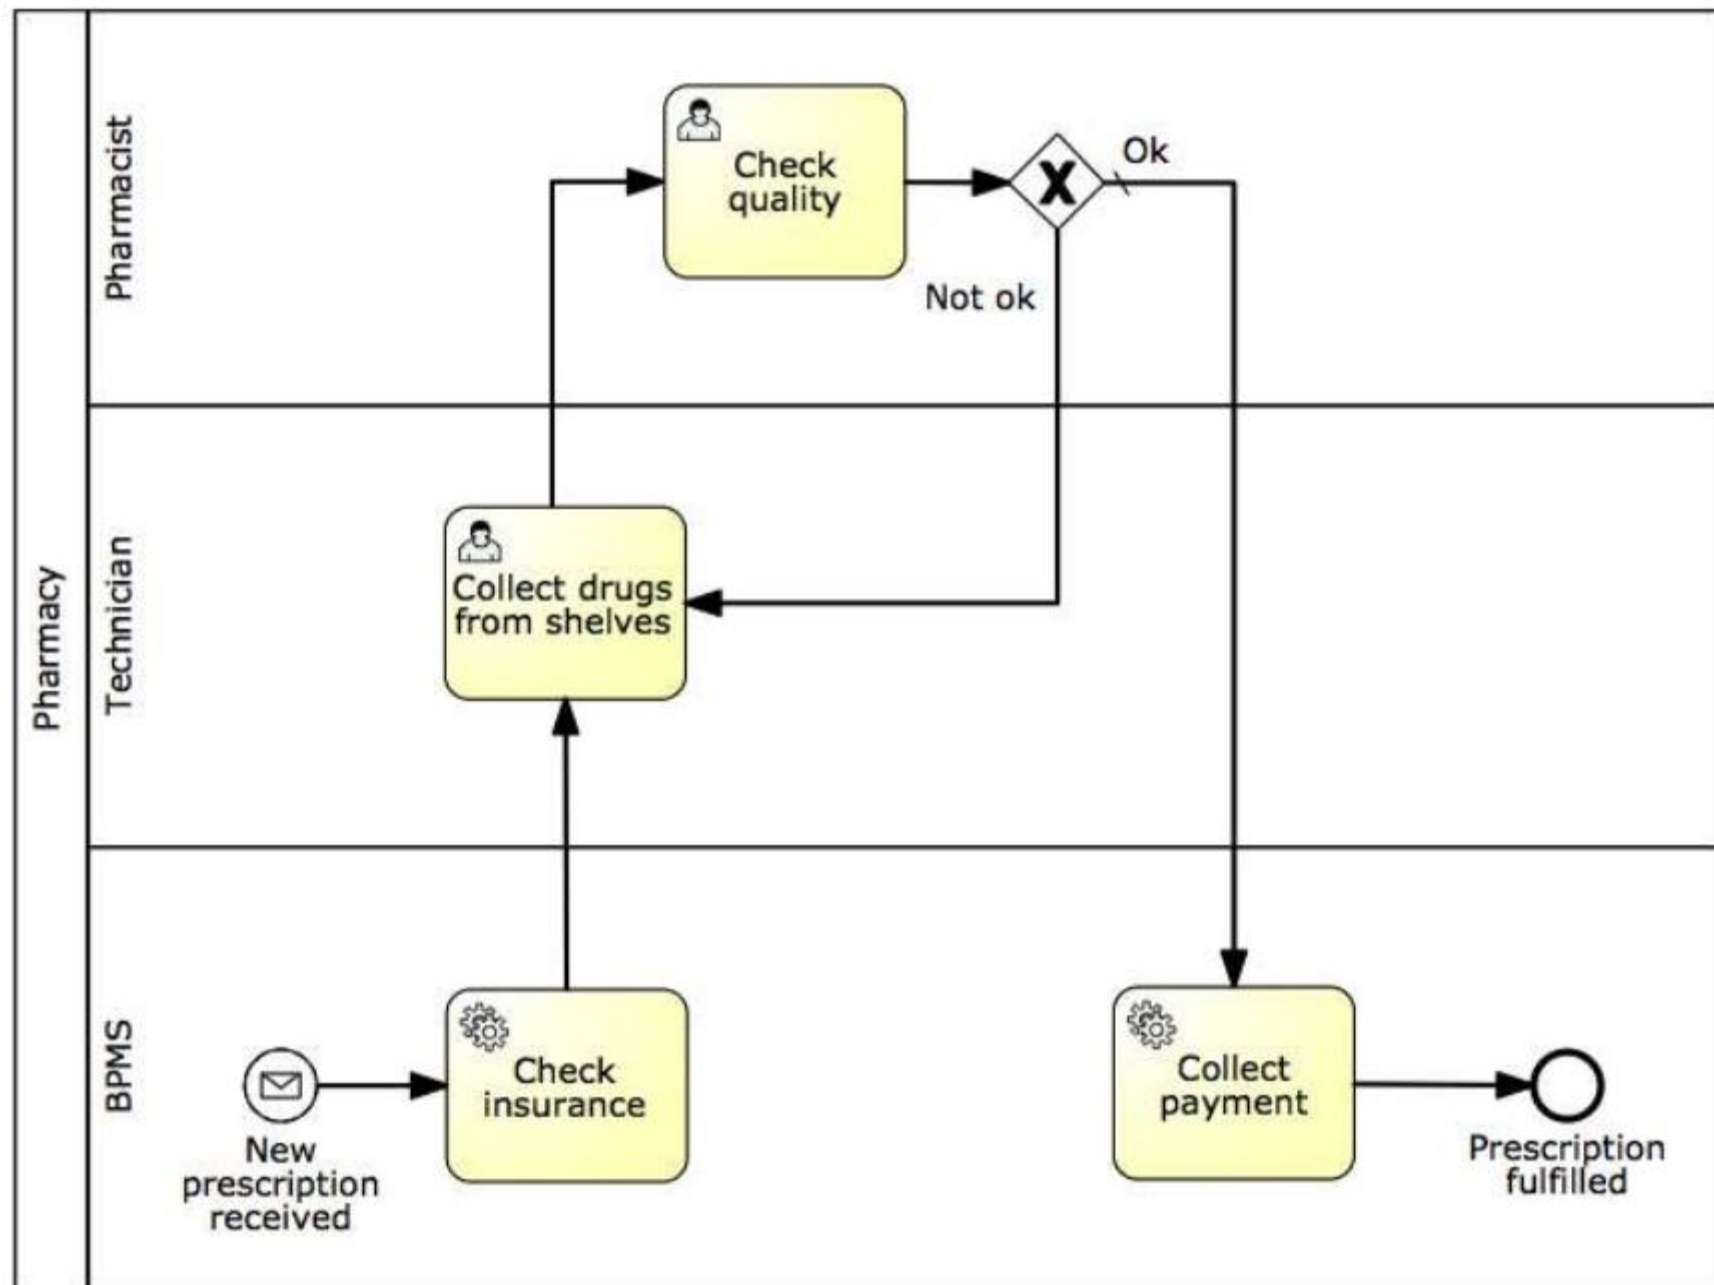 Pharmacy
Pharmacist
Check
quality
Ok
Not ok
Technician
Collect drugs
from shelves
BPMS
New
prescription
received
Check
insurance
Collect
payment
Prescription
fulfilled